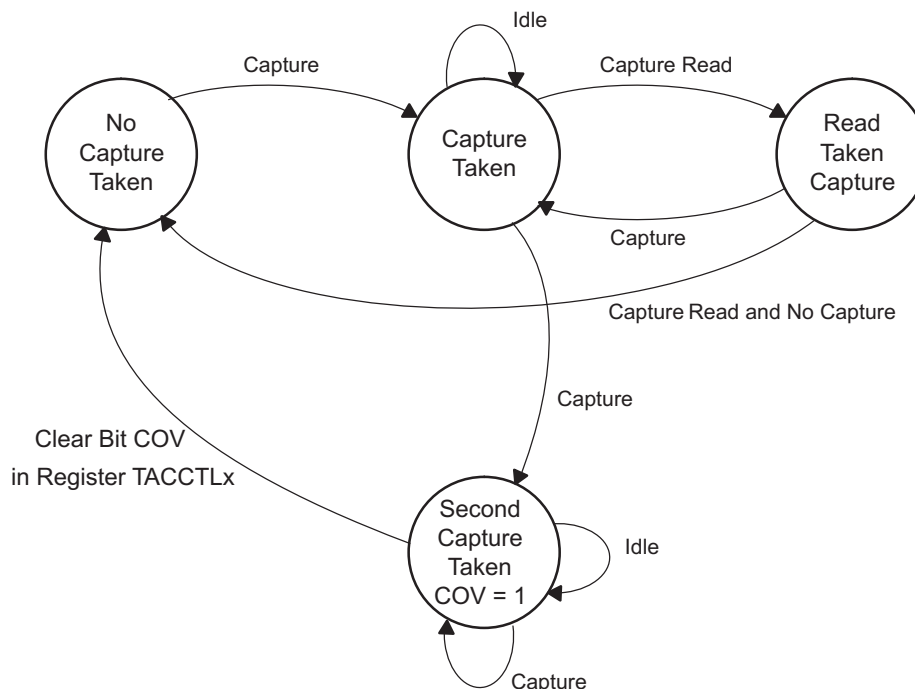 Idle
Capture
Capture Read
No
Capture
Taken
Capture
Taken
Read
Taken
Capture
Capture
Capture Read and No Capture
Capture
Clear Bit COV
in Register TACCTLx
Second
Capture
Taken
COV = 1
Idle
Capture